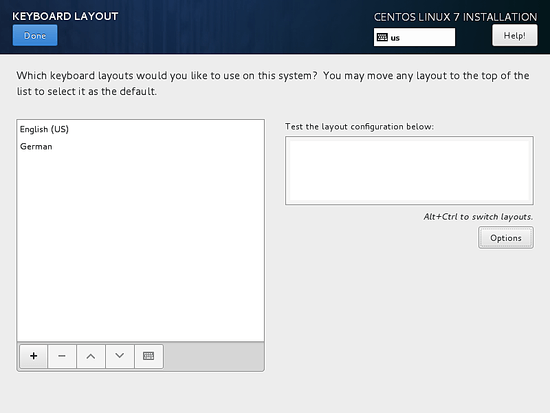 KEYBOARD LAYOUT
CENTOS LINUX 7 INSTALLATION
Done
us
Help!
Which keyboard layouts would you like to use on this system?  You may move any layout to the top of the
list to select it as the default.
English (US)
German
Test the layout configuration below:
Alt+Ctrl to switch layouts.
Options